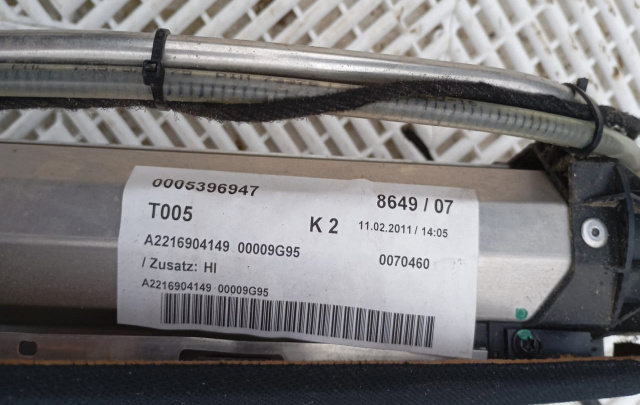 0005396947 8649 / 07
T005 K 2 11.02.2011 / 14:05
A2216904149 00009G95 0070460
/ Zusatz: HI
A2216904149 00009G95